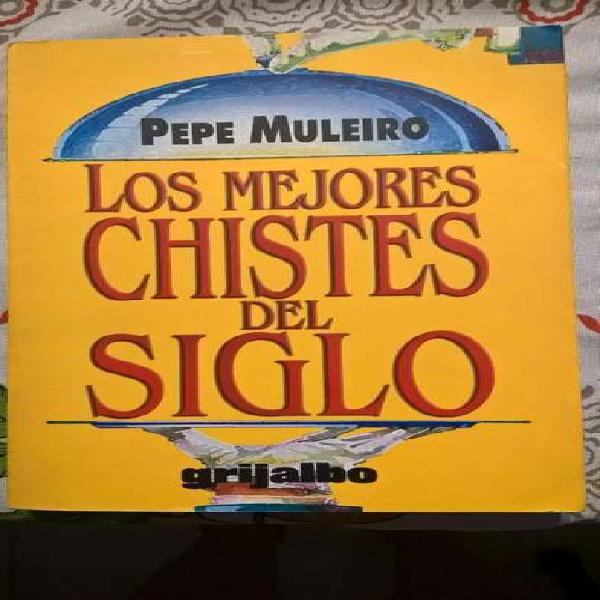 PEPE MULEIRO
LOS MEJORES
CHISTES
DEL
SIGLO
grijalbo